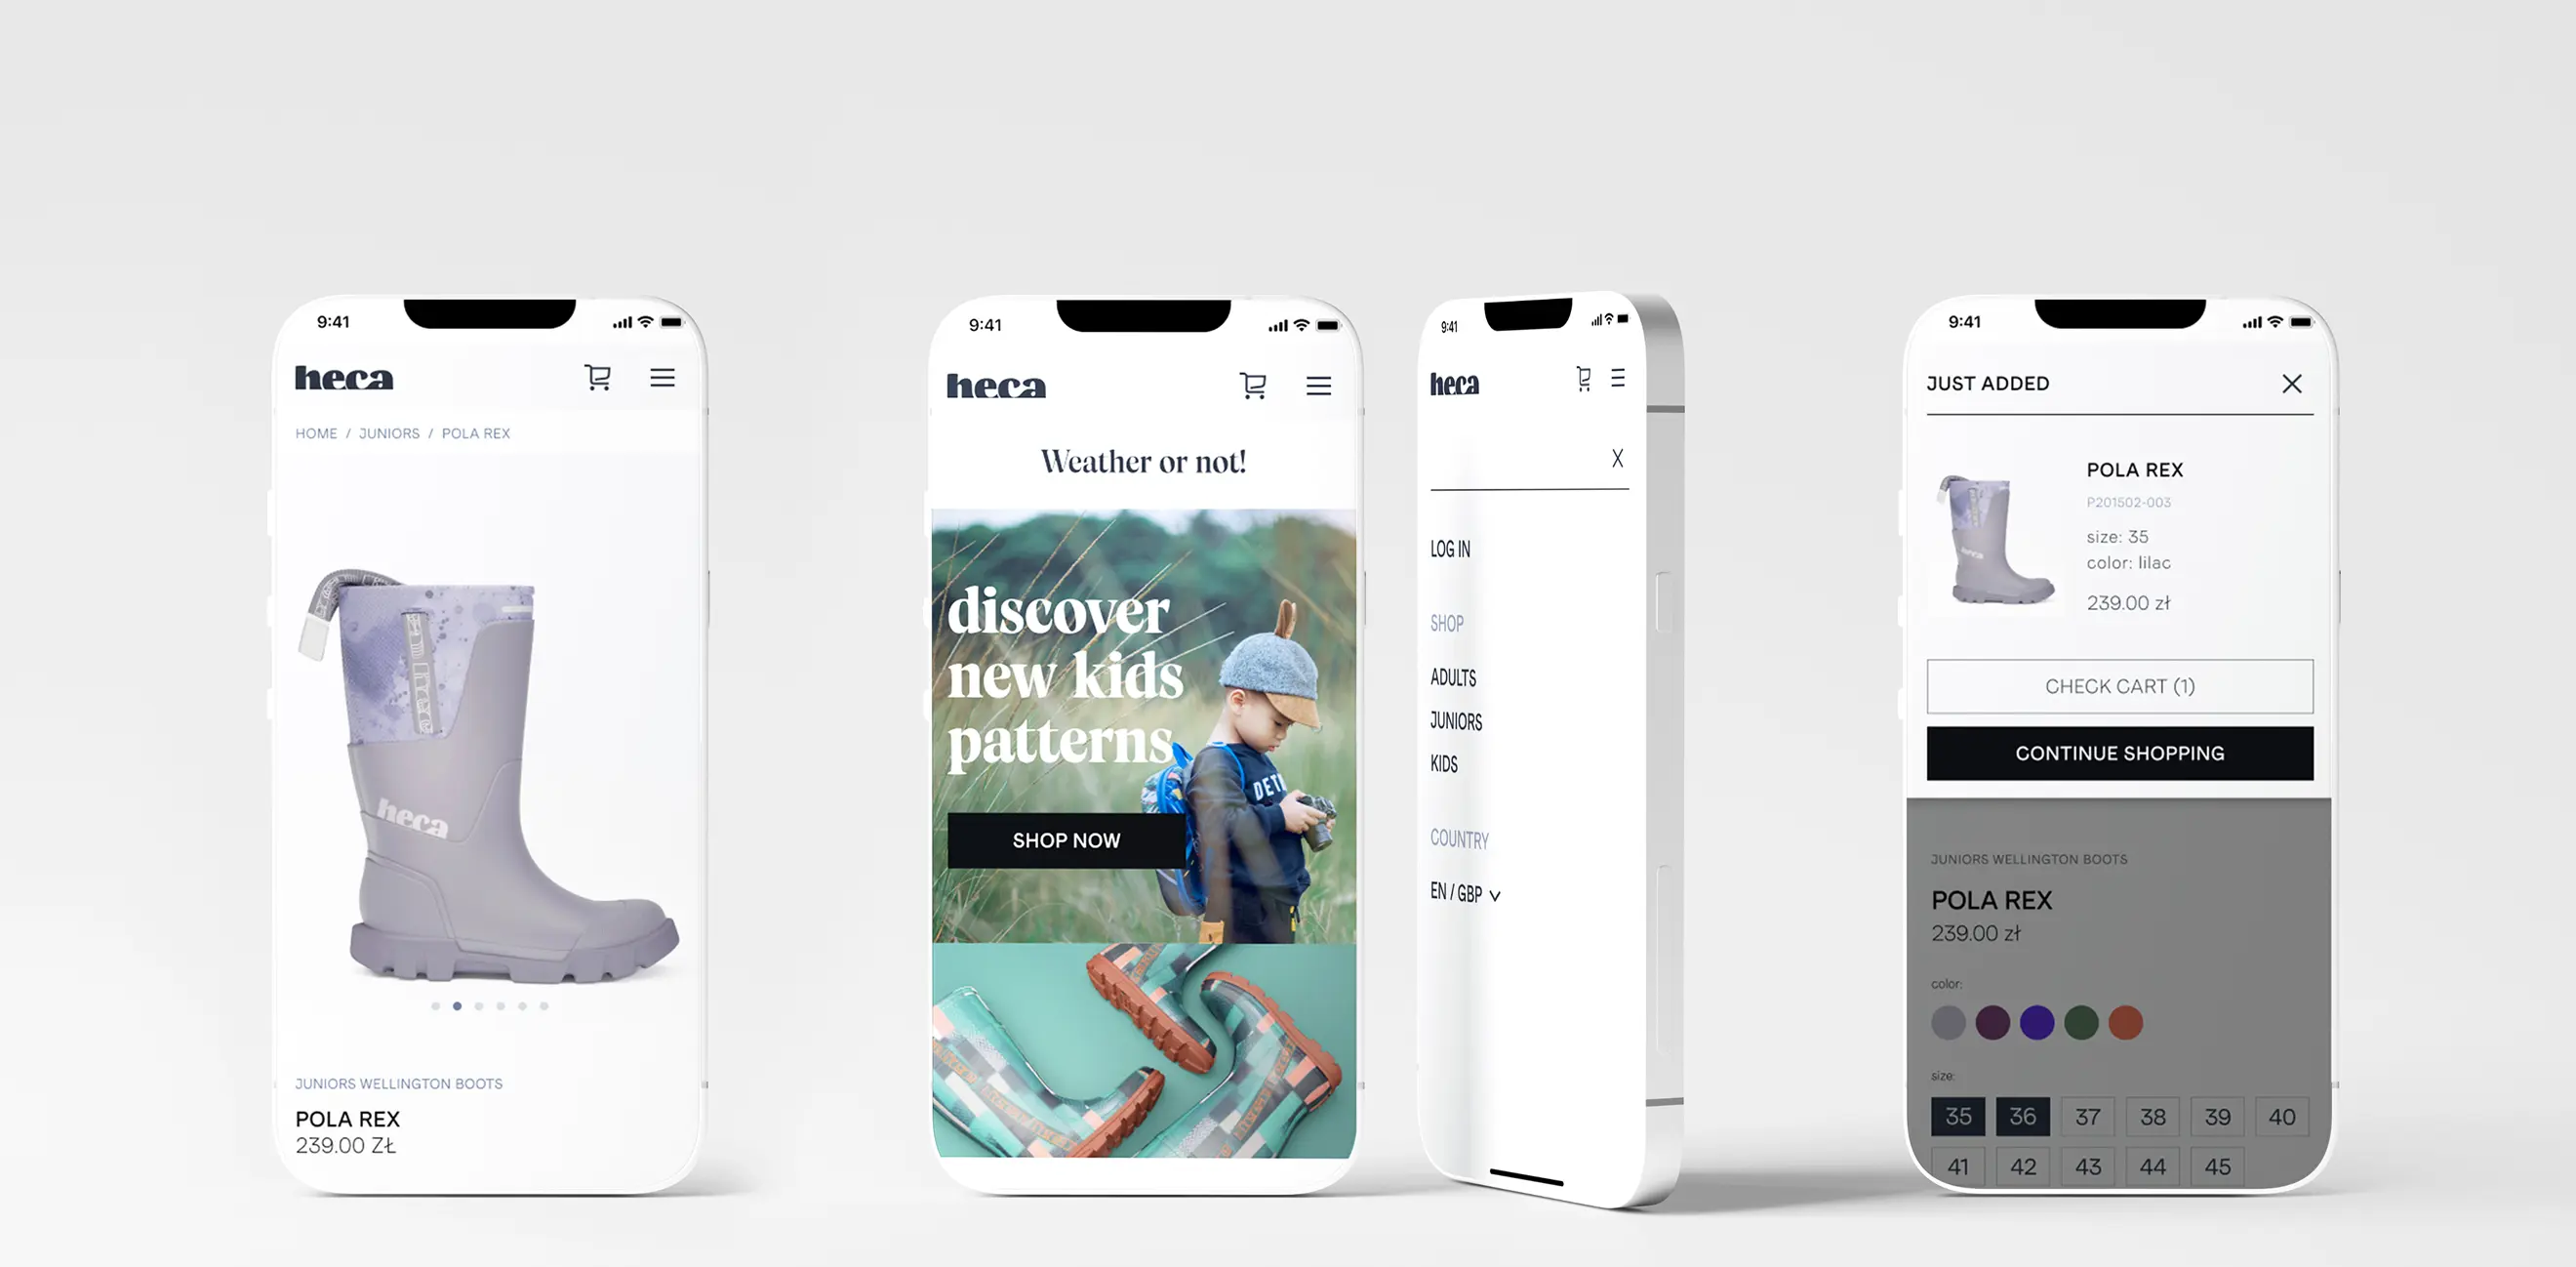 9:41
heca
HOME / JUNIORS / POLA REX
heca
JUNIORS WELLINGTON BOOTS
POLA REX
239.00 ZŁ
9:41
heca
Weather or not!
discover
new kids
patterns
SHOP NOW
9:41
heca
X
LOG IN
SHOP
ADULTS
JUNIORS
KIDS
COUNTRY
EN / GBP
9:41
JUST ADDED
POLA REX
P201502-003
size: 35
color: lilac
239.00 zł
heca
CHECK CART (1)
CONTINUE SHOPPING
JUNIORS WELLINGTON BOOTS
POLA REX
239.00 zł
color:
size:
35 36 37 38 39 40
41 42 43 44 45